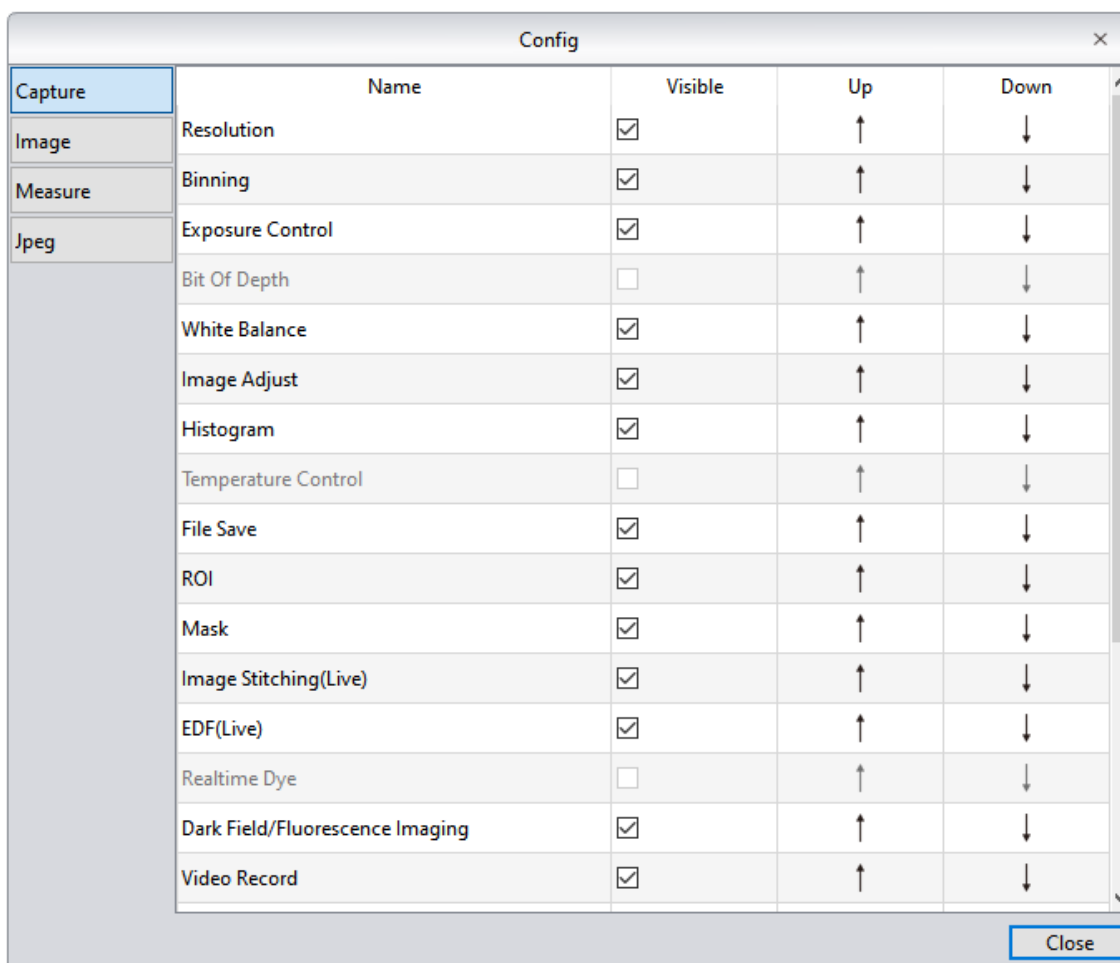 Config
Capture
Image
Measure
Jpeg
Name Visible Up Down
Resolution
Binning
Exposure Control
Bit Of Depth
White Balance
Image Adjust
Histogram
Temperature Control
File Save
ROI
Mask
Image Stitching(Live)
EDF(Live)
Realtime Dye
Dark Field/Fluorescence Imaging
Video Record
Close